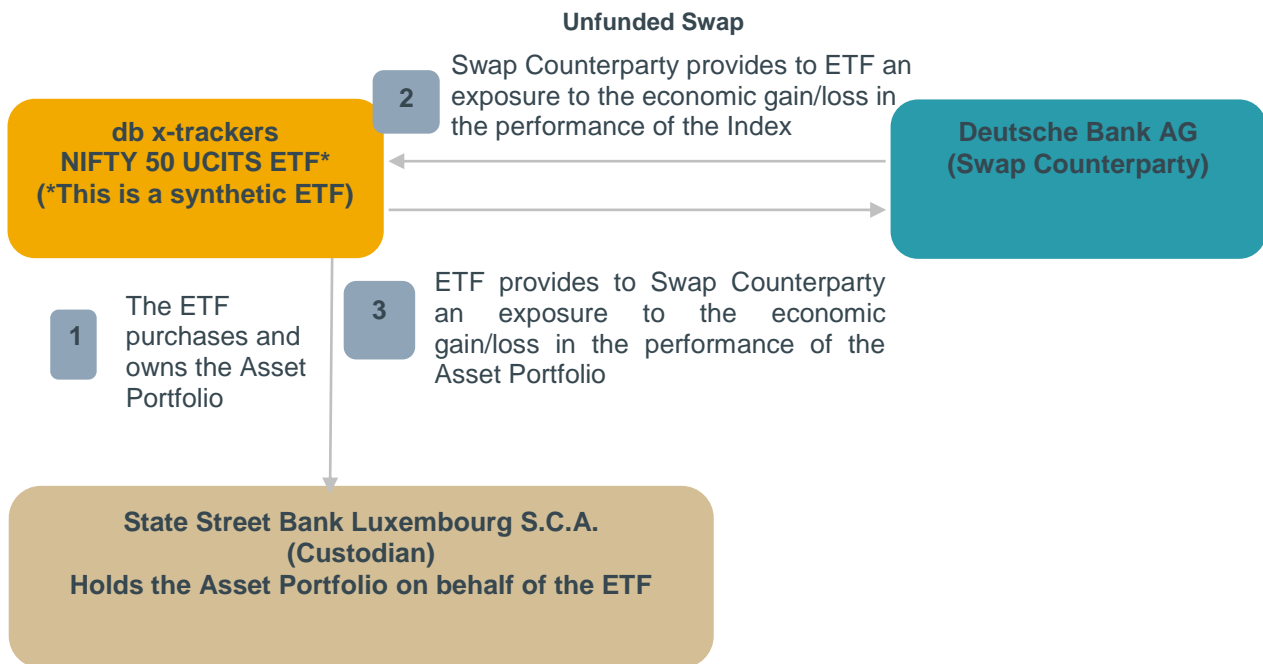 Unfunded Swap
2
Swap Counterparty provides to ETF an
exposure to the economic gain/loss in
the performance of the Index
db x-trackers
NIFTY 50 UCITS ETF*
(*This is a synthetic ETF)
Deutsche Bank AG
(Swap Counterparty)
1
The ETF
purchases and
owns the Asset
Portfolio
3
ETF provides to Swap Counterparty
an exposure to the economic
gain/loss in the performance of the
Asset Portfolio
State Street Bank Luxembourg S.C.A.
(Custodian)
Holds the Asset Portfolio on behalf of the ETF